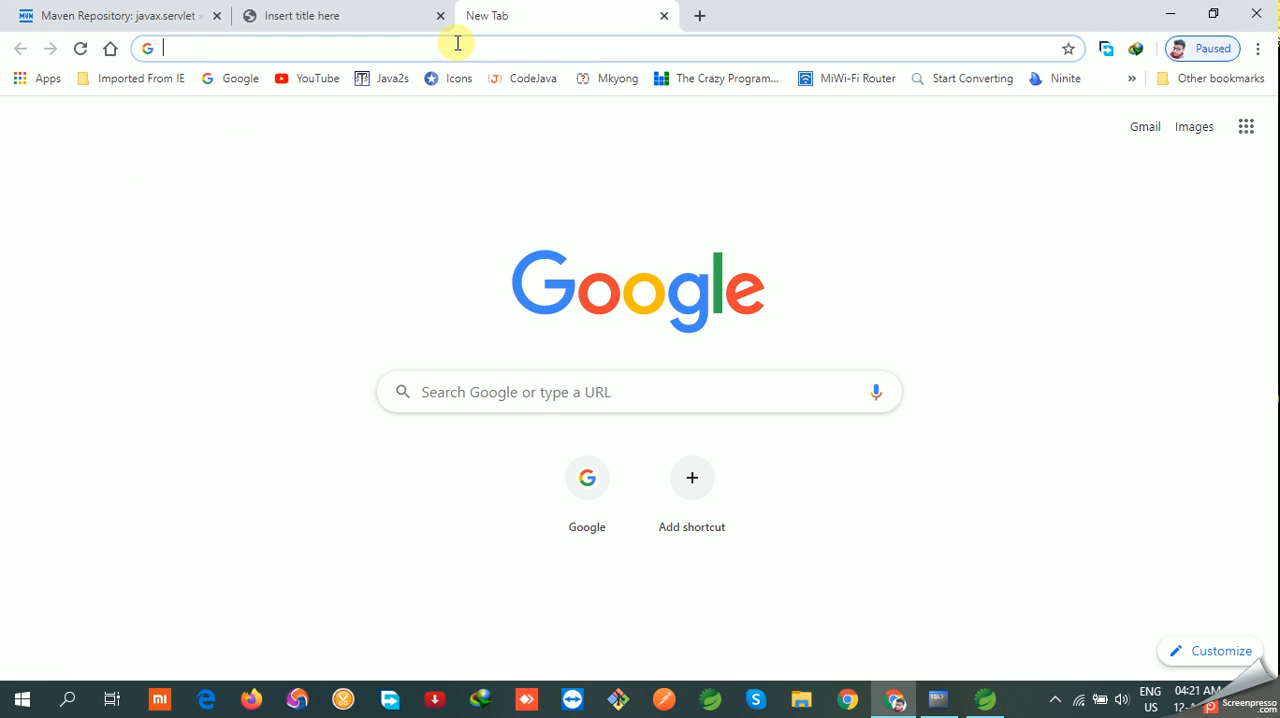 Maven Repository: javax.servlet »
Insert title here
New Tab
Paused
Apps
Imported From IE
Google
YouTube
Java2s
Icons
CodeJava
Mkyong
The Crazy Program...
MiWi-Fi Router
Start Converting
Ninite
»
Other bookmarks
Gmail
Images
Google
Search Google or type a URL
Google
Add shortcut
Customize
ENG
04:21 AM
US
Screenpresso
.com